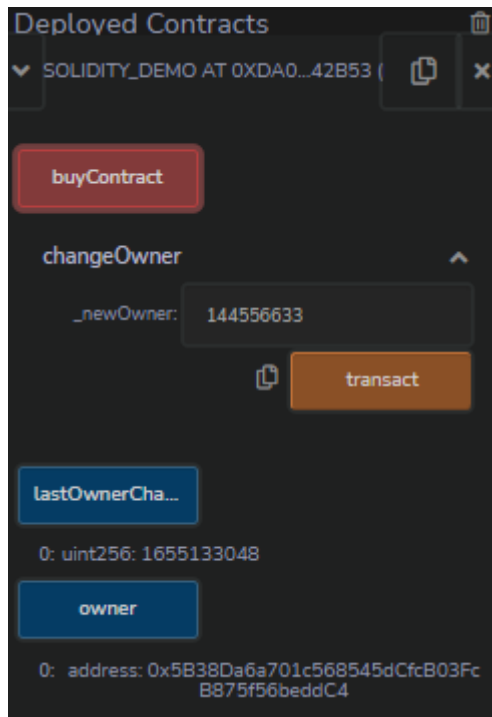 Deployed Contracts
SOLIDITY_DEMO AT 0XDA0...42B53 (
buyContract
changeOwner
_newOwner:
144556633
transact
lastOwnerCha...
0: uint256: 1655133048
owner
0: address: 0x5B38Da6a701c568545dCfcB03Fc
B875f56beddC4